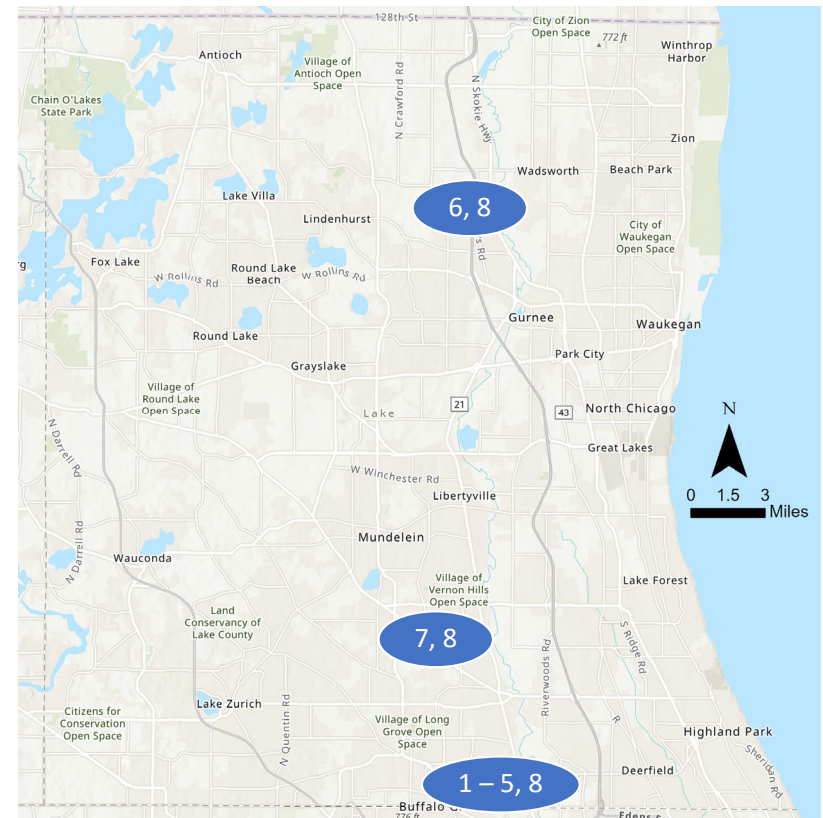 128th St
City of Zion
Open Space
772 ft
Winthrop
Harbor
Antioch
Village of
Antioch Open
Space
N Crawford Rd
N Skokie Hwy
Chain O'Lakes
State Park
Zion
Wadsworth
Beach Park
Lake Villa
6, 8
Lindenhurst
City of
Waukegan
Open Space
Rd
Fox Lake
W Rollins Rd
Round Lake
Beach
W Rollins Rd
Gurnee
Waukegan
Round Lake
Park City
Grayslake
Village of
Round Lake
Open Space
Lake
21
43
North Chicago
N
N Darrell Rd
Great Lakes
W Winchester Rd
Libertyville
0 1.5 3
Miles
Mundelein
N Darrell Rd
Wauconda
Village of
Vernon Hills
Open Space
Lake Forest
Land
Conservancy of
Lake County
7, 8
S Ridge Rd
Riverwoods Rd
Lake Zurich
N Quentin Rd
Citizens for
Conservation
Open Space
Village of Long
Grove Open
Space
R
Highland Park
Sheridan Rd
1 – 5, 8
Deerfield
Buffalo G
776 ft
Edens